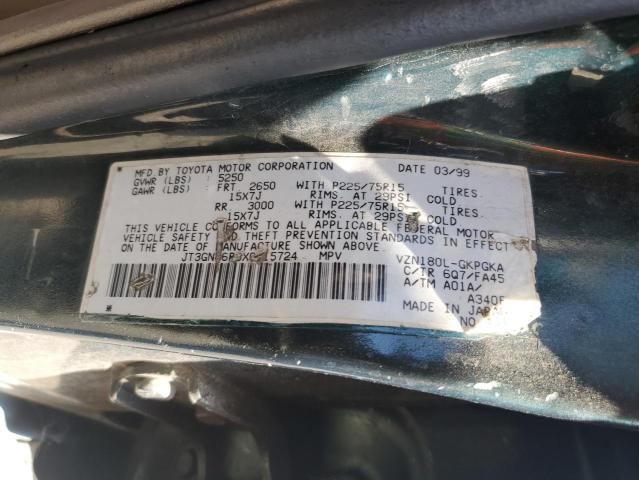 MFD.BY TOYOTA MOTOR CORPORATION DATE 03/99
GVWR (LBS) 5250
GAWR (LBS) FRT 2650 WITH P225/75R15 TIRES
15X7J RIMS, AT 29PSI COLD
RR 3000 WITH P225/75R15 TIRES
15X7J RIMS, AT 29PSI COLD
THIS VEHICLE CONFORMS TO ALL APPLICABLE FEDERAL MOTOR
VEHICLE SAFETY AND THEFT PREVENTION STANDARDS IN EFFECT
ON THE DATE OF MANUFACTURE SHOWN ABOVE.
MPV VZN180L-GKPGKA
C/TR 6Q7/FA45
A/TM A01A/
A340F
MADE IN JAPAN
NO